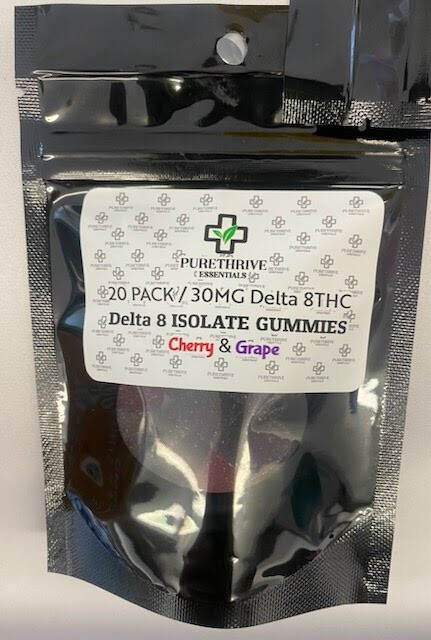 PURETHRIVE
ESSENTIALS
20 PACK / 30MG Delta 8THC
Delta 8 ISOLATE GUMMIES
Cherry & Grape